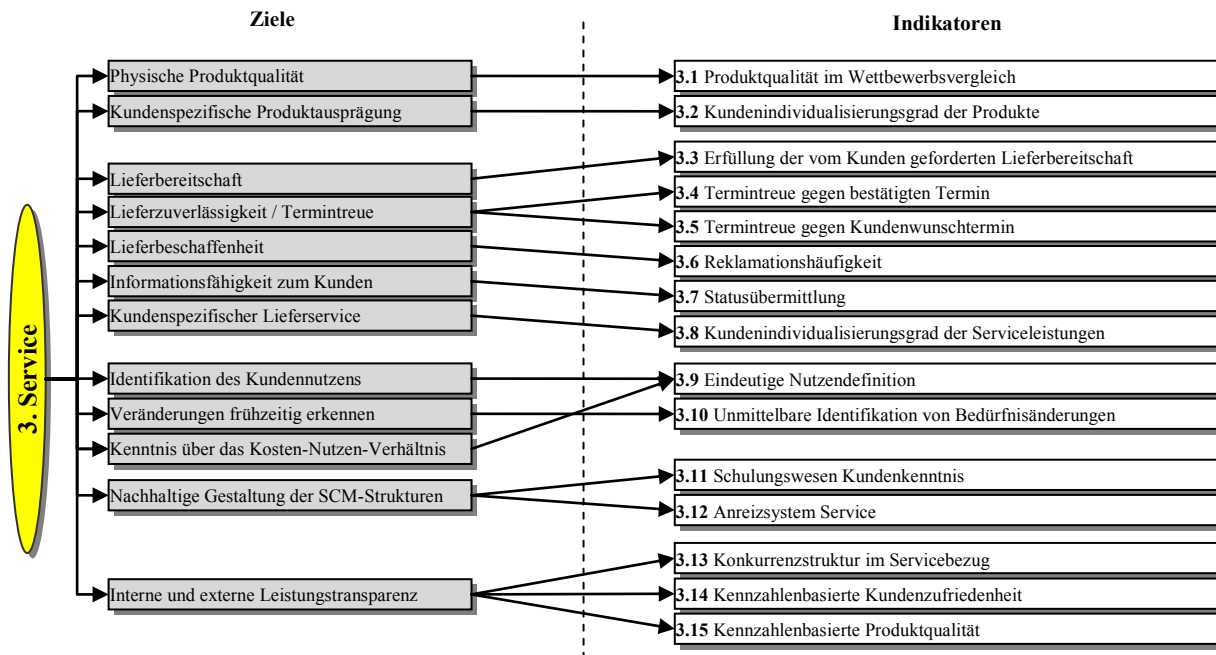 Ziele
Indikatoren
3. Service
Physische Produktqualität
Kundenspezifische Produktausprägung
Lieferbereitschaft
Lieferzuverlässigkeit / Termintreue
Lieferbeschaffenheit
Informationsfähigkeit zum Kunden
Kundenspezifischer Lieferservice
Identifikation des Kundennutzens
Veränderungen frühzeitig erkennen
Kenntnis über das Kosten-Nutzen-Verhältnis
Nachhaltige Gestaltung der SCM-Strukturen
Interne und externe Leistungstransparenz
3.1 Produktqualität im Wettbewerbsvergleich
3.2 Kundenindividualisierungsgrad der Produkte
3.3 Erfüllung der vom Kunden geforderten Lieferbereitschaft
3.4 Termintreue gegen bestätigten Termin
3.5 Termintreue gegen Kundenwunschtermin
3.6 Reklamationshäufigkeit
3.7 Statusübermittlung
3.8 Kundenindividualisierungsgrad der Serviceleistungen
3.9 Eindeutige Nutzendefinition
3.10 Unmittelbare Identifikation von Bedürfnisänderungen
3.11 Schulungswesen Kundenkenntnis
3.12 Anreizsystem Service
3.13 Konkurrenzstruktur im Servicebezug
3.14 Kennzahlenbasierte Kundenzufriedenheit
3.15 Kennzahlenbasierte Produktqualität